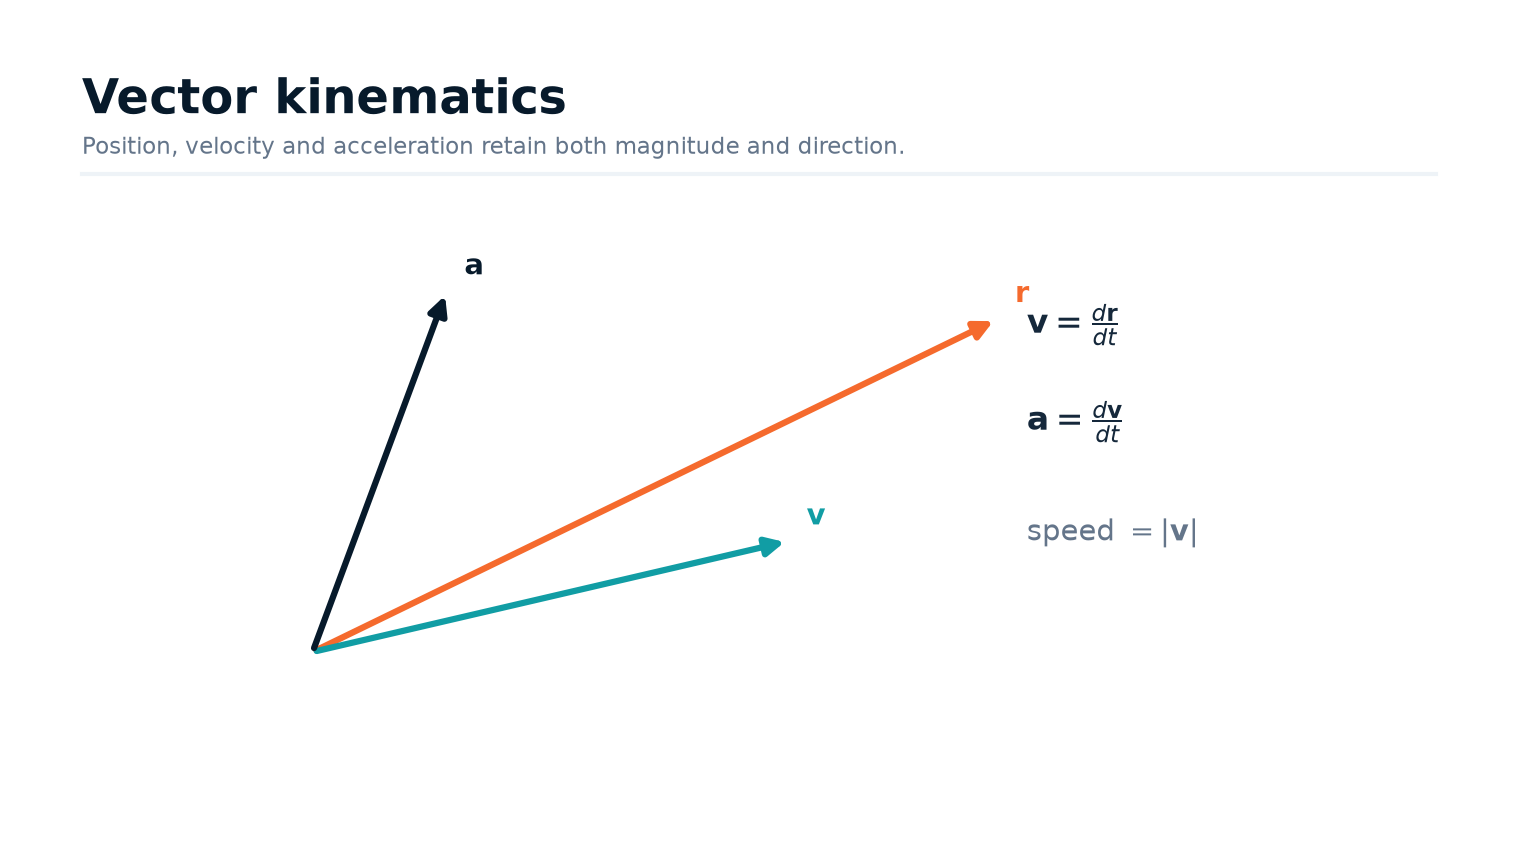 Vector kinematics
Position, velocity and acceleration retain both magnitude and direction.
a
r
v = dr/dt
a = dv/dt
v
speed = |v|